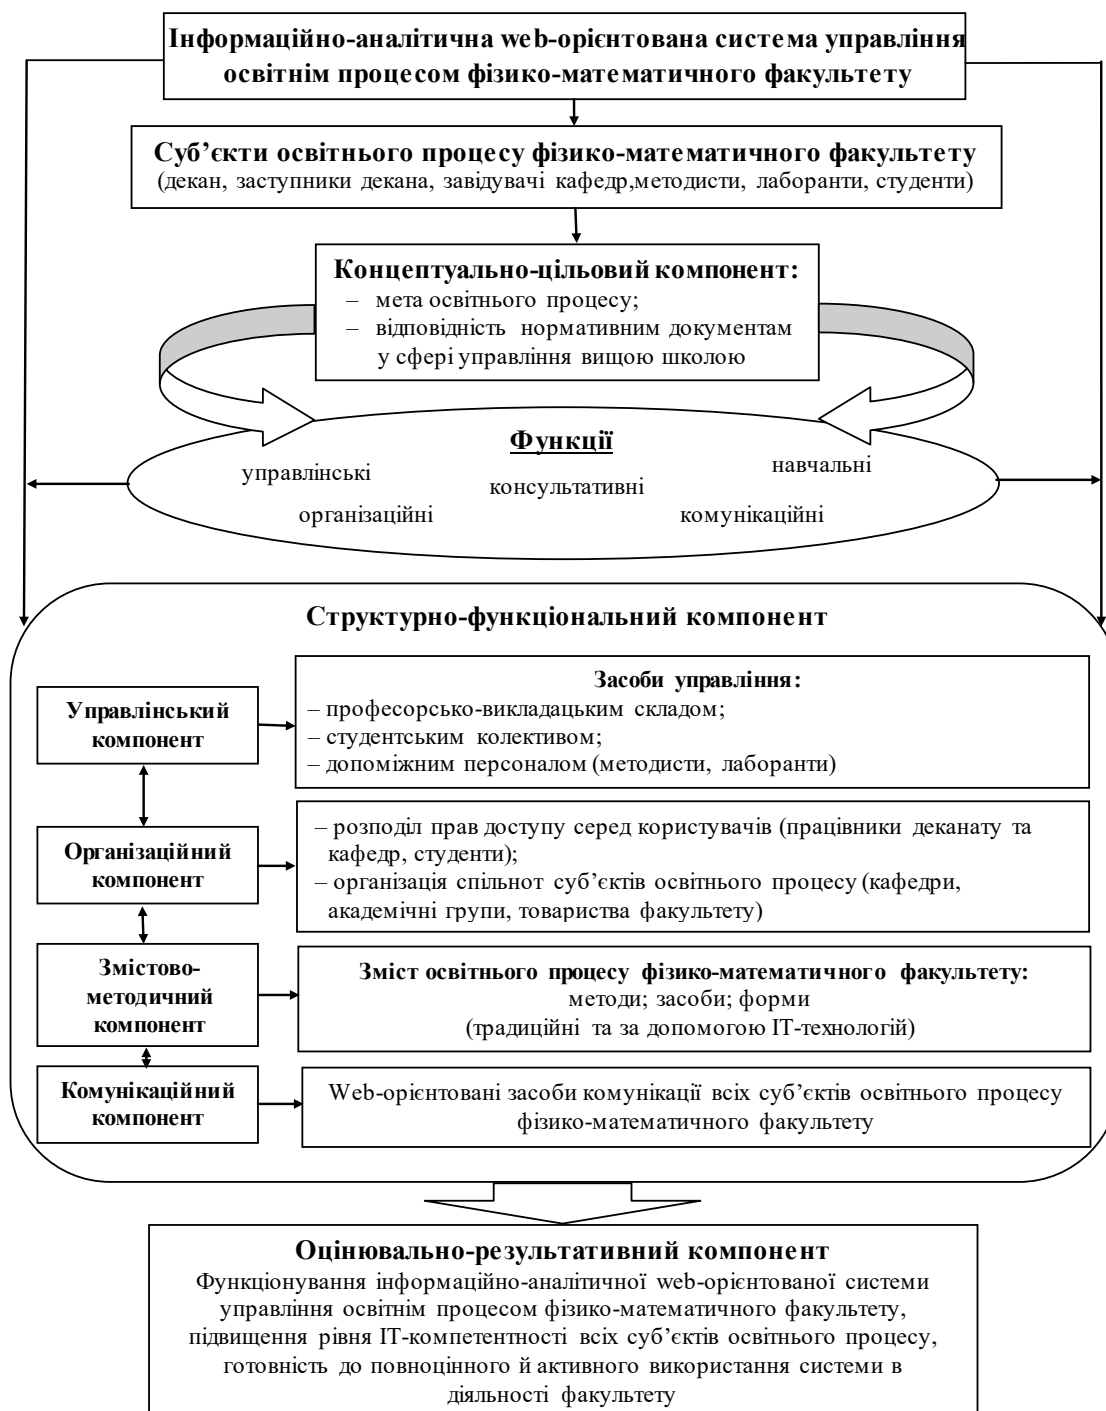 Інформаційно-аналітична web-орієнтована система управління
освітнім процесом фізико-математичного факультету
Суб’єкти освітнього процесу фізико-математичного факультету
(декан, заступники декана, завідувачі кафедр,методисти, лаборанти, студенти)
Концептуально-цільовий компонент:
– мета освітнього процесу;
– відповідність нормативним документам
у сфері управління вищою школою
Функції
управлінські
консультативні
навчальні
організаційні
комунікаційні
Структурно-функціональний компонент
Управлінський
компонент
Засоби управління:
– професорсько-викладацьким складом;
– студентським колективом;
– допоміжним персоналом (методисти, лаборанти)
Організаційний
компонент
– розподіл прав доступу серед користувачів (працівники деканату та
кафедр, студенти);
– організація спільнот суб’єктів освітнього процесу (кафедри,
академічні групи, товариства факультету)
Змістово-
методичний
компонент
Зміст освітнього процесу фізико-математичного факультету:
методи; засоби; форми
(традиційні та за допомогою ІТ-технологій)
Комунікаційний
компонент
Web-орієнтовані засоби комунікації всіх суб’єктів освітнього процесу
фізико-математичного факультету
Оцінювально-результативний компонент
Функціонування інформаційно-аналітичної web-орієнтованої системи
управління освітнім процесом фізико-математичного факультету,
підвищення рівня ІТ-компетентності всіх суб’єктів освітнього процесу,
готовність до повноцінного й активного використання системи в
діяльності факультету